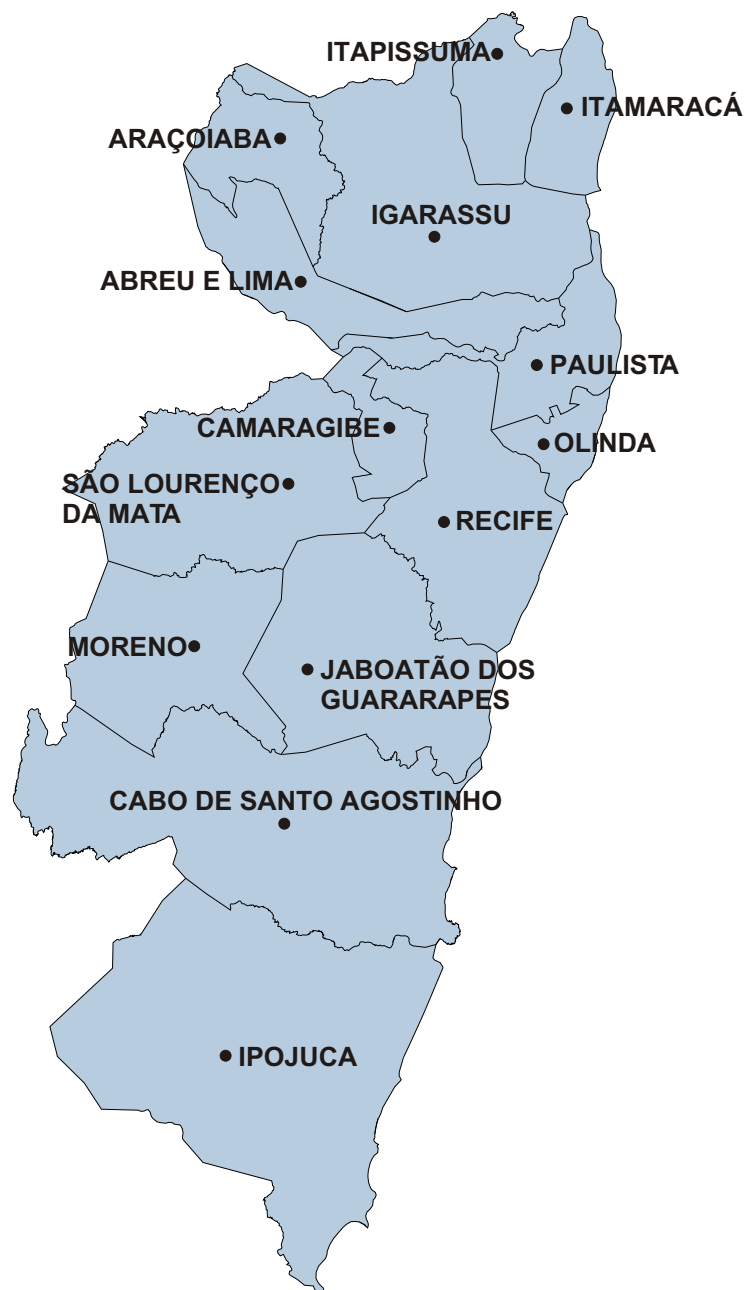 ITAPISSUMA
ITAMARACÁ
ARAÇOIABA
IGARASSU
ABREU E LIMA
PAULISTA
CAMARAGIBE
OLINDA
SÃO LOURENÇO
DA MATA
RECIFE
MORENO
JABOATÃO DOS
GUARARAPES
CABO DE SANTO AGOSTINHO
IPOJUCA